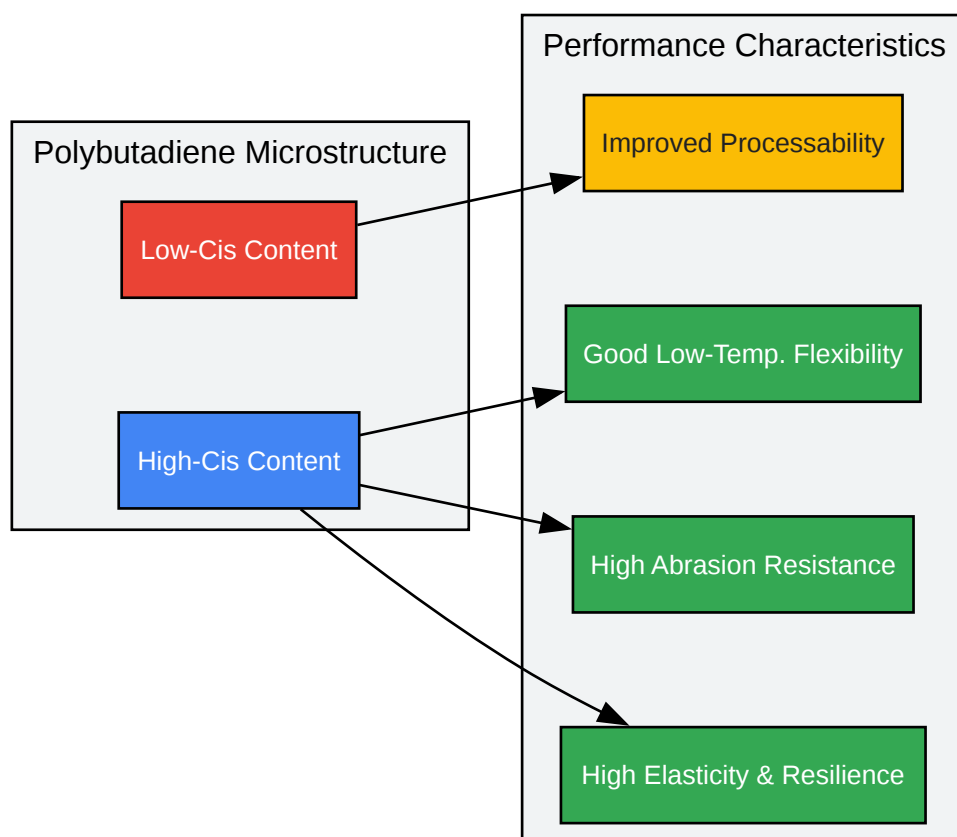 Polybutadiene Microstructure
Low-Cis Content
High-Cis Content
Performance Characteristics
Improved Processability
Good Low-Temp. Flexibility
High Abrasion Resistance
High Elasticity & Resilience